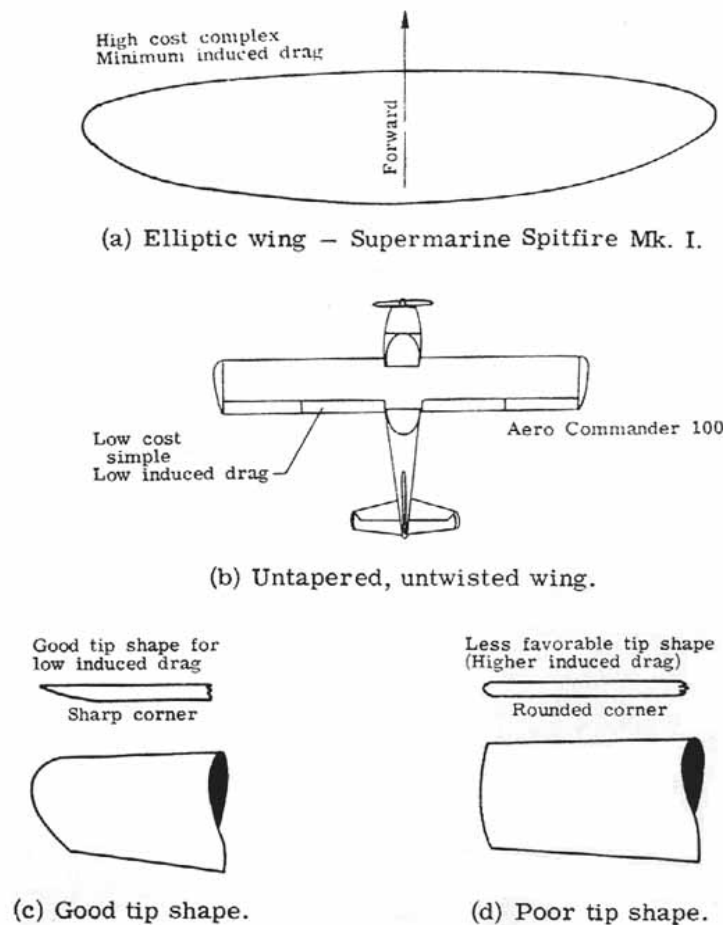 High cost complex
Minimum induced drag
Forward
(a) Elliptic wing – Supermarine Spitfire Mk. I.
Low cost
simple
Low induced drag
Aero Commander 100
(b) Untapered, untwisted wing.
Good tip shape for
low induced drag
Sharp corner
Less favorable tip shape
(Higher induced drag)
Rounded corner
(c) Good tip shape.
(d) Poor tip shape.